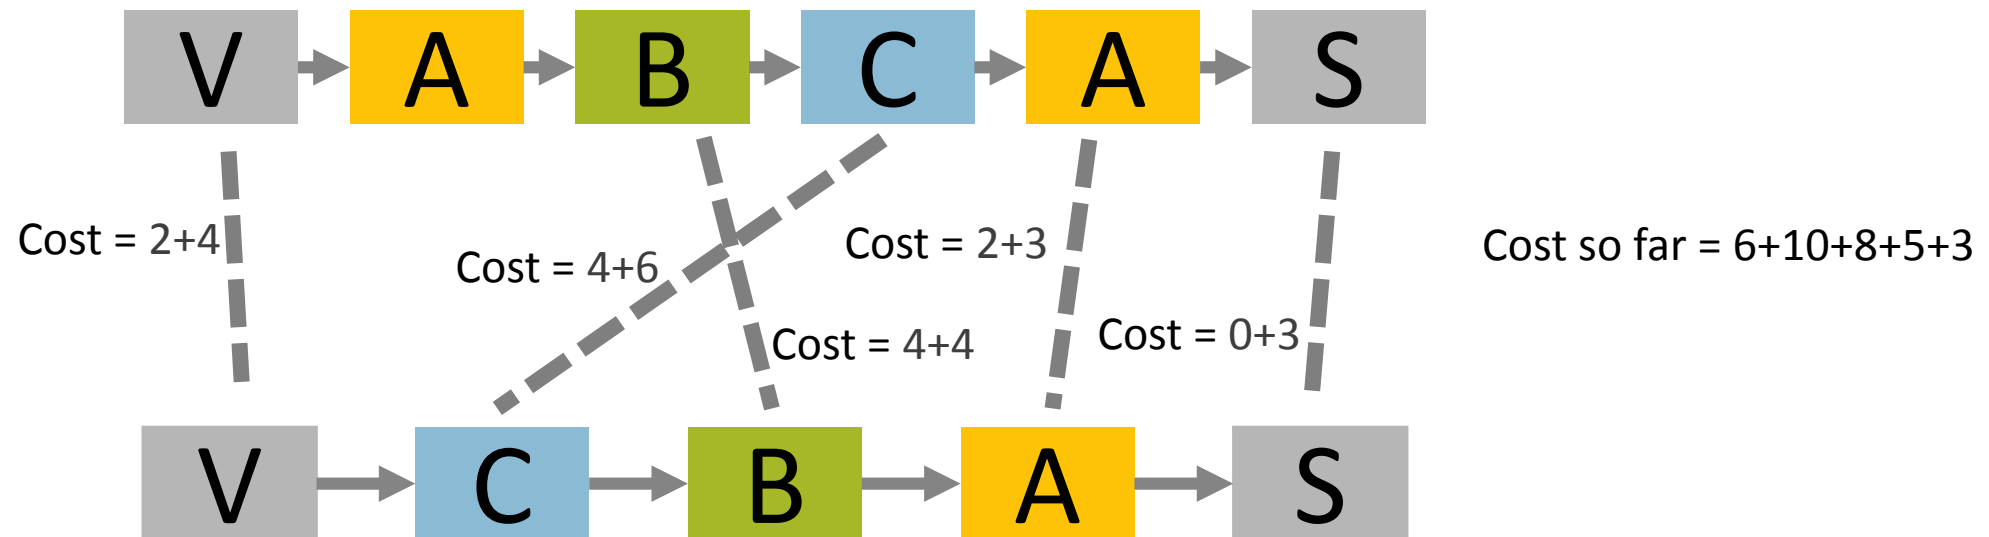 V A B C A S
Cost = 2+4
Cost = 4+6
Cost = 2+3
Cost so far = 6+10+8+5+3
Cost = 4+4
Cost = 0+3
V C B A S